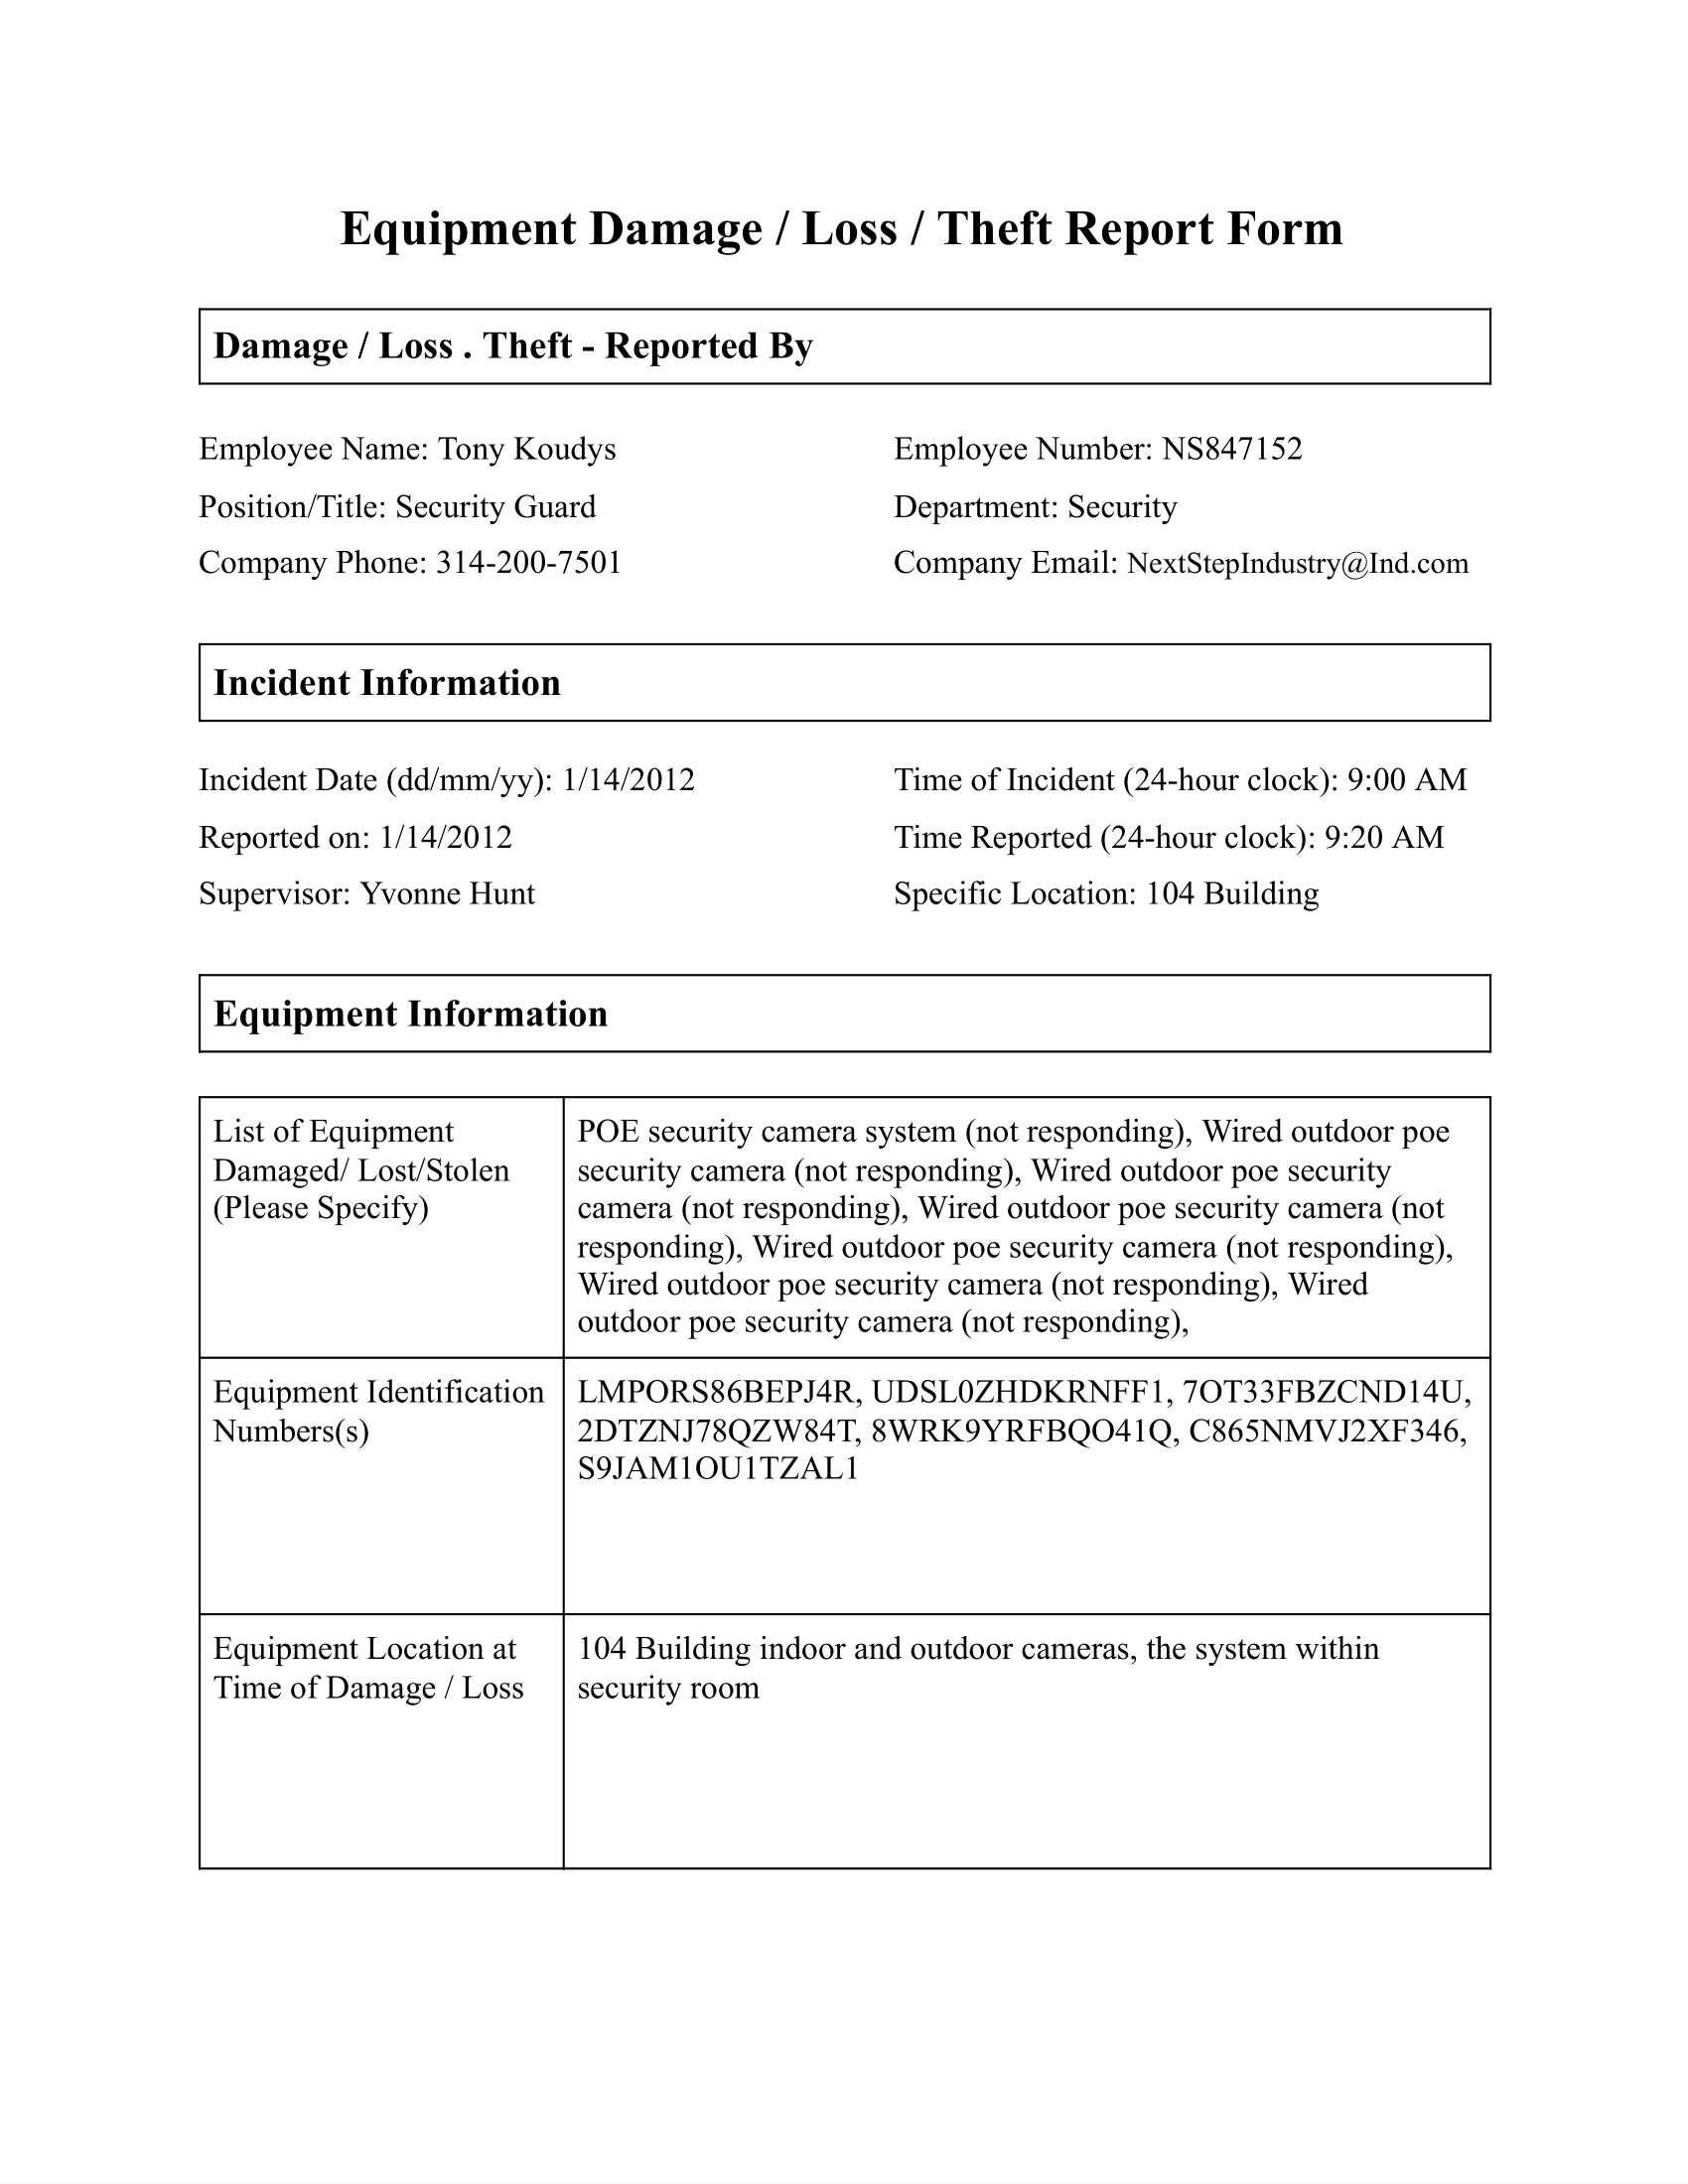 Equipment Damage / Loss / Theft Report Form
Damage / Loss . Theft - Reported By
Employee Name: Tony Koudys
Employee Number: NS847152
Position/Title: Security Guard
Department: Security
Company Phone: 314-200-7501
Company Email: NextStepIndustry@Ind.com
Incident Information
Incident Date (dd/mm/yy): 1/14/2012
Time of Incident (24-hour clock): 9:00 AM
Reported on: 1/14/2012
Time Reported (24-hour clock): 9:20 AM
Supervisor: Yvonne Hunt
Specific Location: 104 Building
Equipment Information
List of Equipment
Damaged/ Lost/Stolen
(Please Specify)
POE security camera system (not responding), Wired outdoor poe
security camera (not responding), Wired outdoor poe security
camera (not responding), Wired outdoor poe security camera (not
responding), Wired outdoor poe security camera (not responding),
Wired outdoor poe security camera (not responding), Wired
outdoor poe security camera (not responding),
Equipment Identification
Numbers(s)
LMPORS86BEPJ4R, UDSL0ZHDKRNFF1, 7OT33FBZCND14U,
2DTZNJ78QZW84T, 8WRK9YRFBQO41Q, C865NMVJ2XF346,
S9JAM1OU1TZAL1
Equipment Location at
Time of Damage / Loss
104 Building indoor and outdoor cameras, the system within
security room